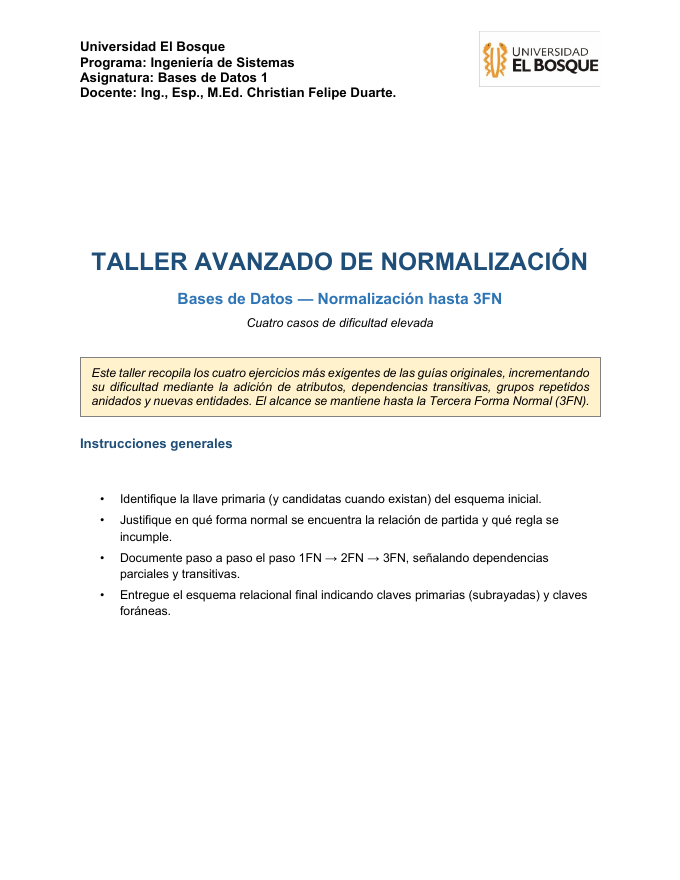 Universidad El Bosque
Programa: Ingeniería de Sistemas
Asignatura: Bases de Datos 1
Docente: Ing., Esp., M.Ed. Christian Felipe Duarte.
UNIVERSIDAD
EL BOSQUE
TALLER AVANZADO DE NORMALIZACIÓN
Bases de Datos — Normalización hasta 3FN
Cuatro casos de dificultad elevada
Este taller recopila los cuatro ejercicios más exigentes de las guías originales, incrementando
su dificultad mediante la adición de atributos, dependencias transitivas, grupos repetidos
anidados y nuevas entidades. El alcance se mantiene hasta la Tercera Forma Normal (3FN).
Instrucciones generales
• Identifique la llave primaria (y candidatas cuando existan) del esquema inicial.
• Justifique en qué forma normal se encuentra la relación de partida y qué regla se
incumple.
• Documente paso a paso el paso 1FN → 2FN → 3FN, señalando dependencias
parciales y transitivas.
• Entregue el esquema relacional final indicando claves primarias (subrayadas) y claves
foráneas.